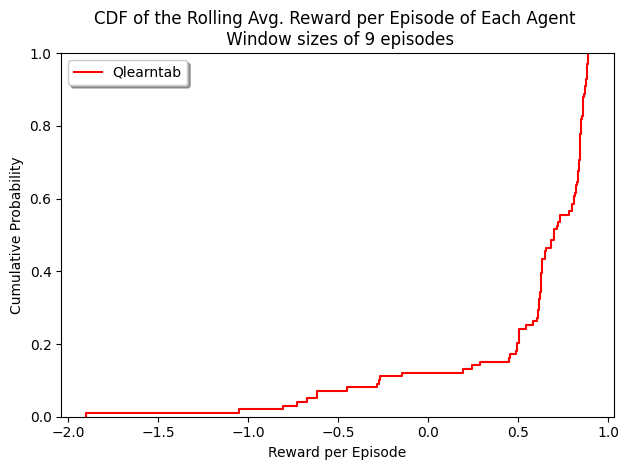 CDF of the Rolling Avg. Reward per Episode of Each Agent
Window sizes of 9 episodes
Qlearntab
Cumulative Probability
1.0
0.8
0.6
0.4
0.2
0.0
−2.0 −1.5 −1.0 −0.5 0.0 0.5 1.0
Reward per Episode